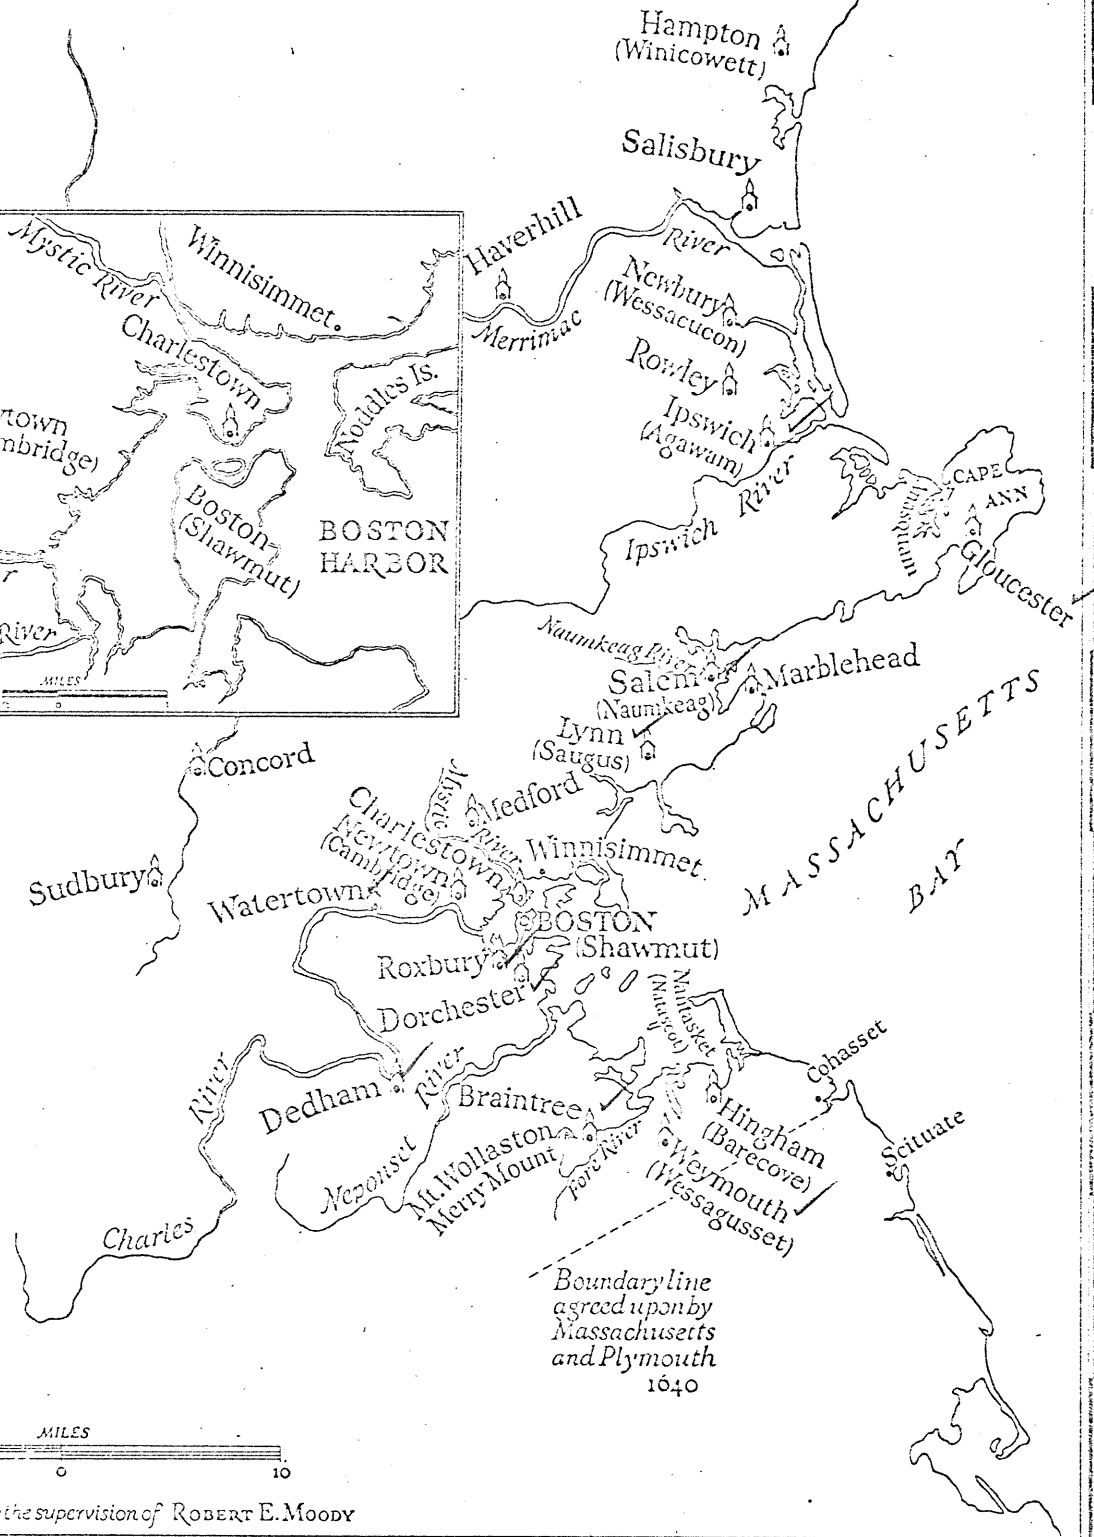 Hampton
(Winicowett)
Salisbury
Haverhill
River
Merrimac
Newbury
(Wessacucon)
Rowley
Ipswich
(Agawam)
River
Ipswich
CAPE
ANN
Gloucester
Mystic River
Winnisimmet.
Charlestown
Noddles Is.
town
mbridge)
Boston
(Shawmut)
BOSTON
HARBOR
r
River
MILES
0
Naumkeag River
Salem
(Naumkeag)
Marblehead
Lynn
(Saugus)
MASSACHUSETTS
BAY
Concord
Mystic
River
Medford
Charlestown
Newtown
(Cambridge)
Winnisimmet.
Sudbury
Watertown
BOSTON
(Shawmut)
Roxbury
Dorchester
Nantasket
(Natascot)
Cohasset
River
Dedham
River
Braintree
Hingham
(Barecove)
Scituate
Mt. Wollaston
Merry Mount
Fore River
Weymouth
(Wessagusset)
Neponset
Charles
Boundary line
agreed upon by
Massachusetts
and Plymouth
1640
MILES
0 10
the supervision of ROBERT E. MOODY